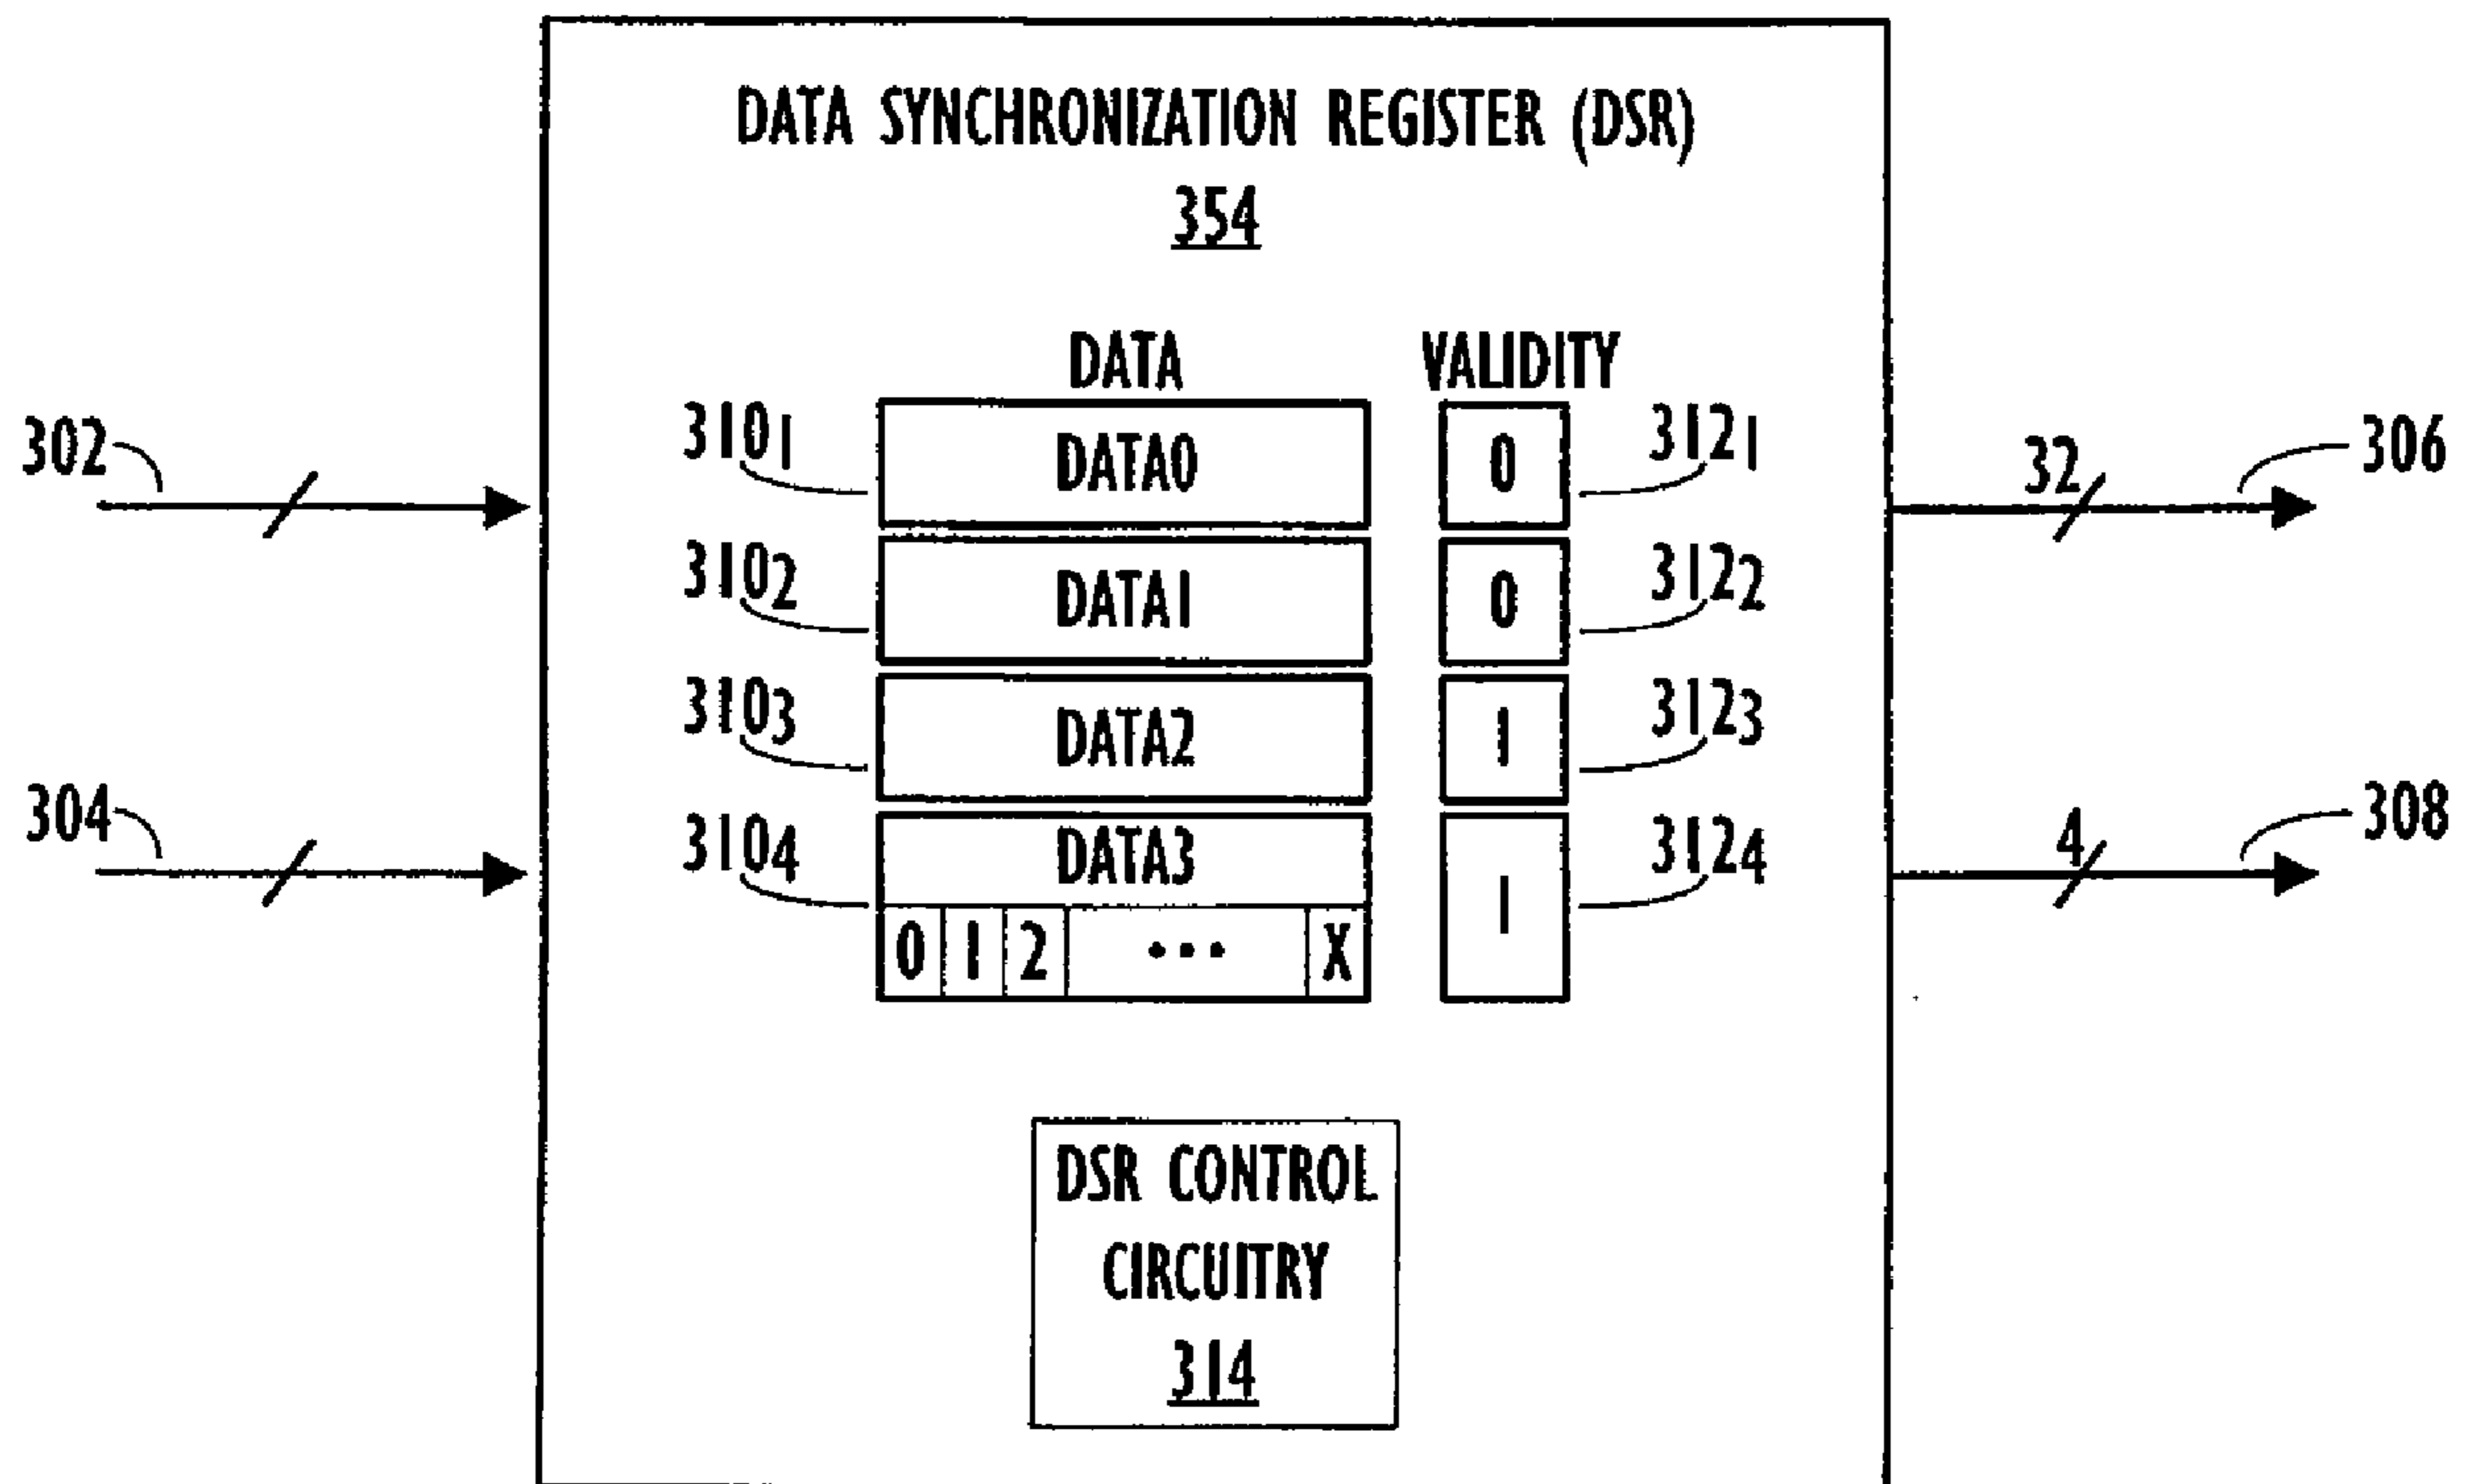 DATA SYNCHRONIZATION REGISTER (DSR)
354
DATA VALIDITY
302 310₁ DATA0 0 312₁ 32 306
310₂ DATA1 0 312₂
310₃ DATA2 1 312₃
304 310₄ DATA3 1 312₄ 4 308
0 1 2 ... X
DSR CONTROL
CIRCUITRY
314